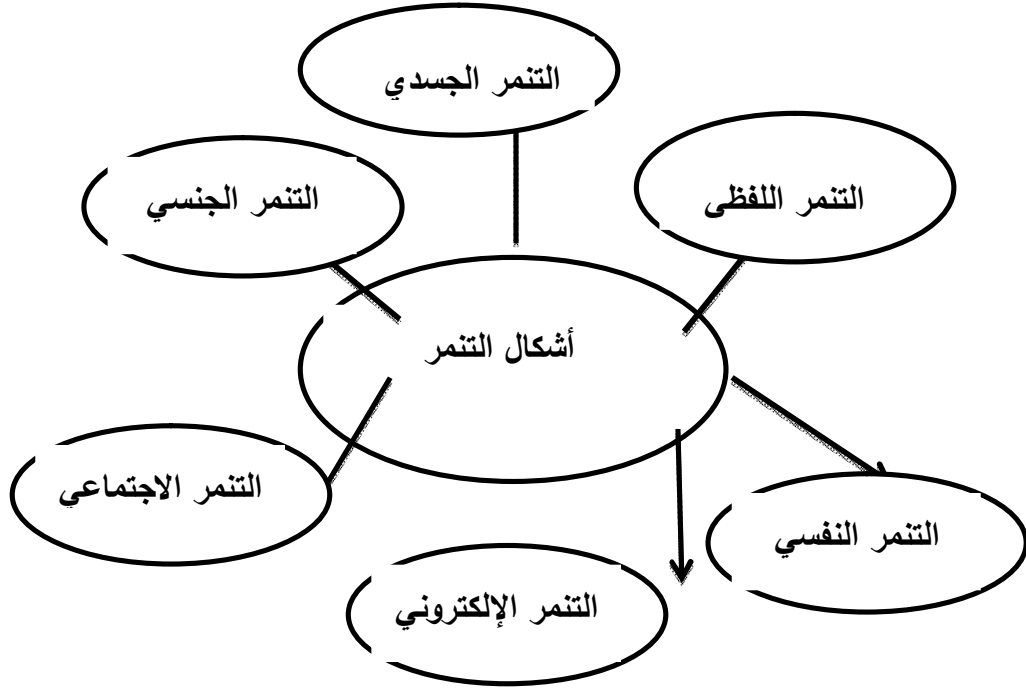 التنمر الجسدي
التنمر اللفظى
التنمر الجنسي
أشكال التنمر
التنمر الاجتماعي
التنمر النفسي
التنمر الإلكتروني